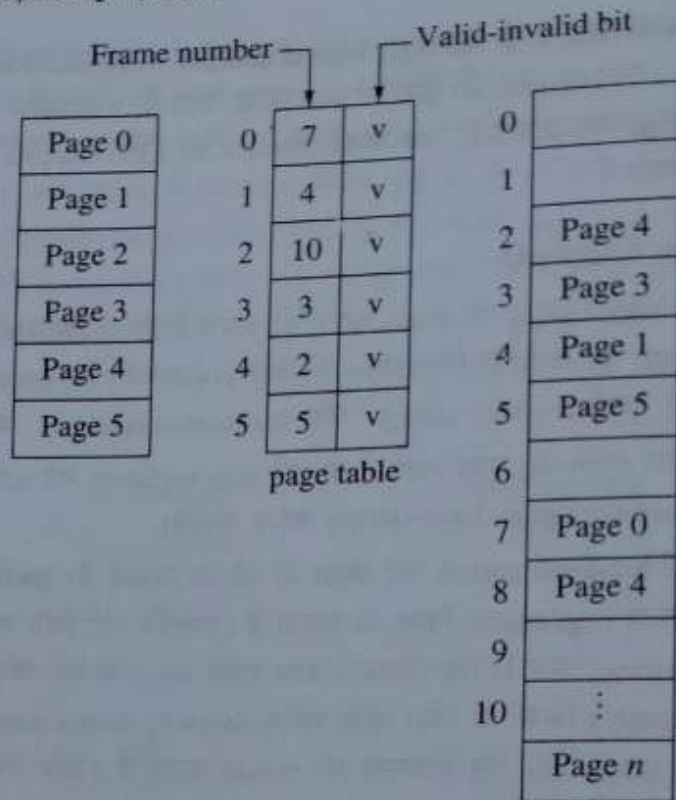 Frame number
Valid-invalid bit
Page 0
Page 1
Page 2
Page 3
Page 4
Page 5
0 7 v
1 4 v
2 10 v
3 3 v
4 2 v
5 5 v
page table
0
1
2 Page 4
3 Page 3
4 Page 1
5 Page 5
6
7 Page 0
8 Page 4
9
10 ⋮
Page n